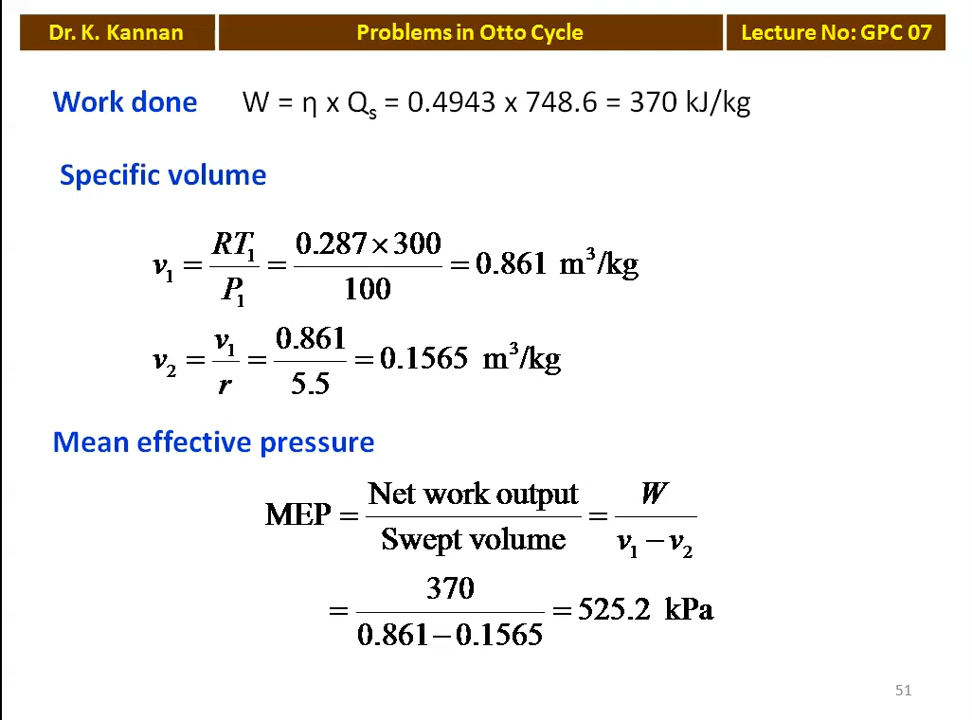 Dr. K. Kannan
Problems in Otto Cycle
Lecture No: GPC 07
Work done W = η x Qs = 0.4943 x 748.6 = 370 kJ/kg
Specific volume
v₁ = RT₁/P₁ = 0.287 × 300/100 = 0.861 m³/kg
v₂ = v₁/r = 0.861/5.5 = 0.1565 m³/kg
Mean effective pressure
MEP = Net work output/Swept volume = W/v₁ − v₂
= 370/0.861 − 0.1565 = 525.2 kPa
51